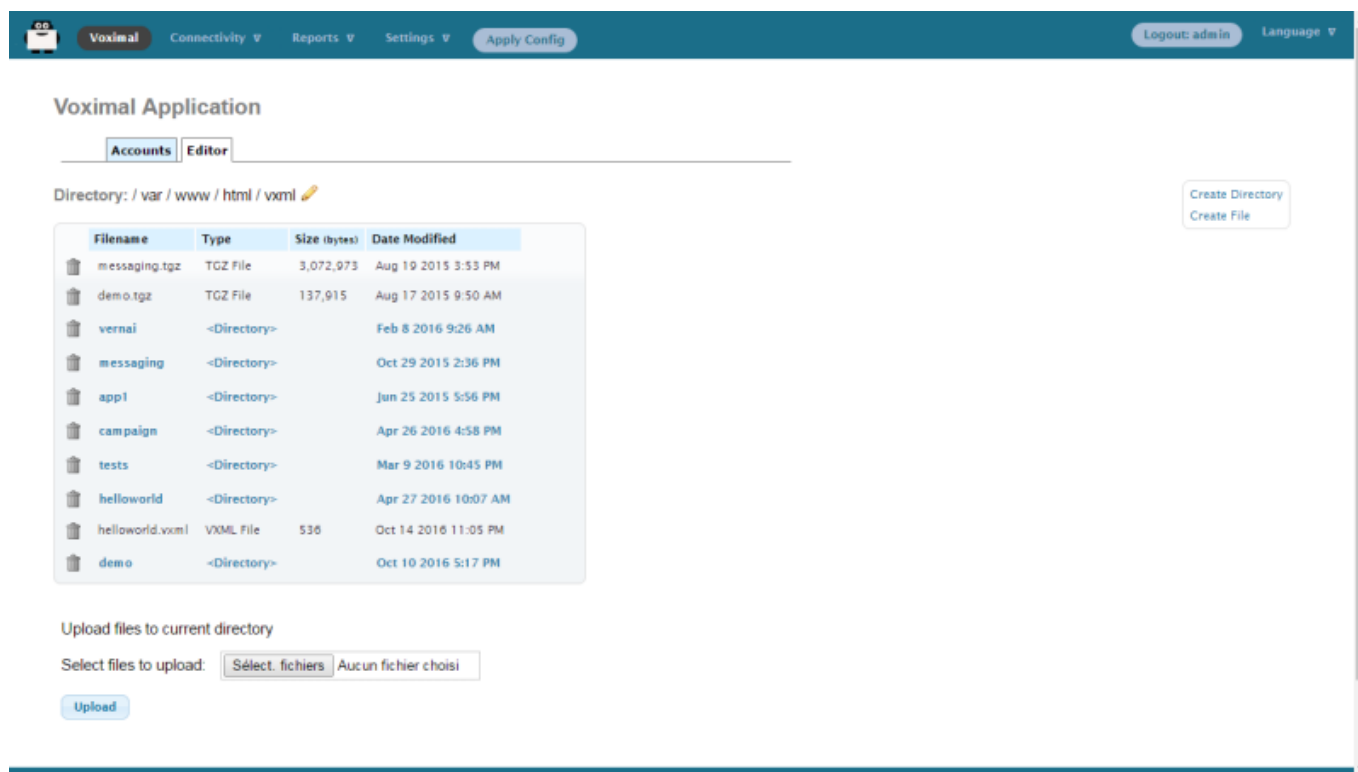 Voximal Connectivity ∇ Reports ∇ Settings ∇ Apply Config Logout: admin Language ∇
Voximal Application
Accounts Editor
Directory: / var / www / html / vxml
Create Directory
Create File
Filename Type Size (bytes) Date Modified
messaging.tgz TGZ File 3,072,973 Aug 19 2015 3:53 PM
demo.tgz TGZ File 137,915 Aug 17 2015 9:50 AM
vernai <Directory> Feb 8 2016 9:26 AM
messaging <Directory> Oct 29 2015 2:36 PM
app1 <Directory> Jun 25 2015 5:56 PM
campaign <Directory> Apr 26 2016 4:58 PM
tests <Directory> Mar 9 2016 10:45 PM
helloworld <Directory> Apr 27 2016 10:07 AM
helloworld.vxml VXML File 536 Oct 14 2016 11:05 PM
demo <Directory> Oct 10 2016 5:17 PM
Upload files to current directory
Select files to upload: Sélect. fichiers Aucun fichier choisi
Upload